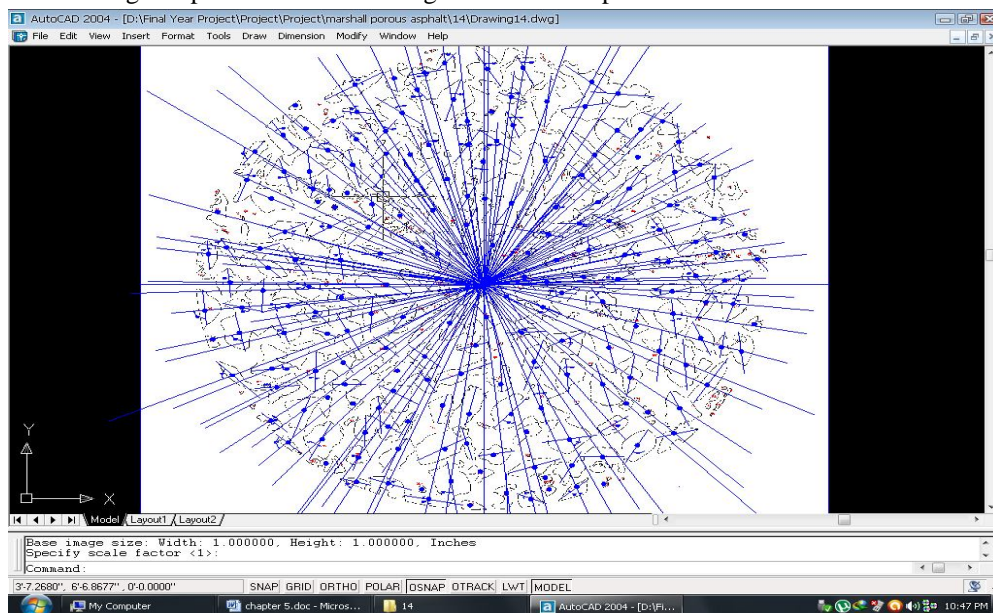 AutoCAD 2004 - [D:\Final Year Project\Project\Project\marshall porous asphalt\14\Drawing14.dwg]
File Edit View Insert Format Tools Draw Dimension Modify Window Help
Y
X
Model Layout1 Layout2
Base image size: Width: 1.000000, Height: 1.000000, Inches
Specify scale factor <1>:
Command:
3'-7.2680", 6'-6.8677" , 0'-0.0000" SNAP GRID ORTHO POLAR OSNAP OTRACK LWT MODEL
My Computer chapter 5.doc - Micros... 14 AutoCAD 2004 - [D:\Fi... 10:47 PM